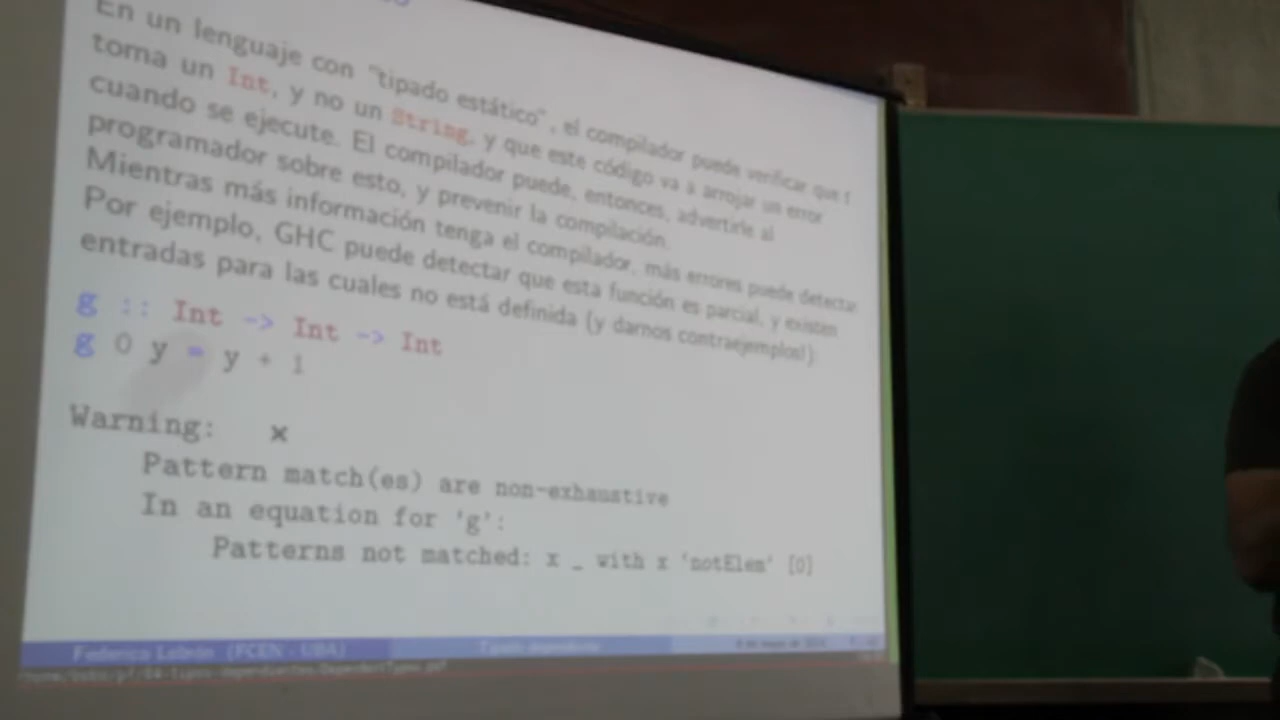 En un lenguaje con "tipado estático", el compilador puede verificar que f
toma un Int, y no un String, y que este código va a arrojar un error
cuando se ejecute. El compilador puede, entonces, advertirle al
programador sobre esto, y prevenir la compilación.
Mientras más información tenga el compilador, más errores puede detectar.
Por ejemplo, GHC puede detectar que esta función es parcial, y existen
entradas para las cuales no está definida (y darnos contraejemplos!):
g :: Int -> Int -> Int
g 0 y = y + 1
Warning: x
Pattern match(es) are non-exhaustive
In an equation for 'g':
Patterns not matched: x _ with x 'notElem' [0]
(FCEN - UBA) Tipos dependientes